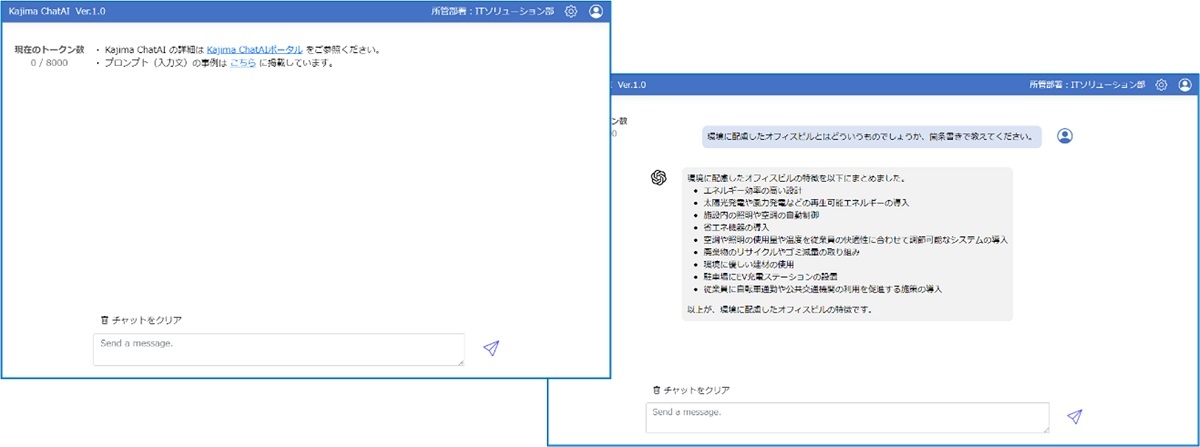 Kajima ChatAI Ver.1.0
所管部署：ITソリューション部
現在のトークン数
0 / 8000
・ Kajima ChatAI の詳細は Kajima ChatAIポータル をご参照ください。
・ プロンプト（入力文）の事例は こちら に掲載しています。
チャットをクリア
Send a message.
Ver.1.0
所管部署：ITソリューション部
ン数
環境に配慮したオフィスビルとはどういうものでしょうか、箇条書きで教えてください。
環境に配慮したオフィスビルの特徴を以下にまとめました。
• エネルギー効率の高い設計
• 太陽光発電や風力発電などの再生可能エネルギーの導入
• 施設内の照明や空調の自動制御
• 省エネ機器の導入
• 空調や照明の使用量や温度を従業員の快適性に合わせて調節可能なシステムの導入
• 廃棄物のリサイクルやゴミ減量の取り組み
• 環境に優しい建材の使用
• 駐車場にEV充電ステーションの設置
• 従業員に自転車通勤や公共交通機関の利用を促進する施策の導入
以上が、環境に配慮したオフィスビルの特徴です。
チャットをクリア
Send a message.